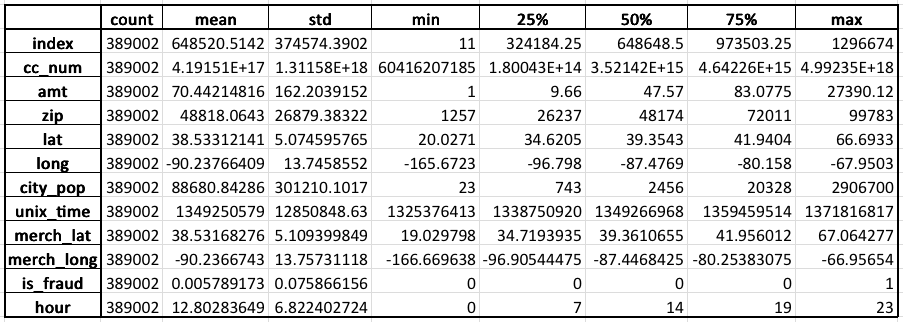 count mean std min 25% 50% 75% max
index 389002 648520.5142 374574.3902 11 324184.25 648648.5 973503.25 1296674
cc_num 389002 4.19151E+17 1.31158E+18 60416207185 1.80043E+14 3.52142E+15 4.64226E+15 4.99235E+18
amt 389002 70.44214816 162.2039152 1 9.66 47.57 83.0775 27390.12
zip 389002 48818.0643 26879.38322 1257 26237 48174 72011 99783
lat 389002 38.53312141 5.074595765 20.0271 34.6205 39.3543 41.9404 66.6933
long 389002 -90.23766409 13.7458552 -165.6723 -96.798 -87.4769 -80.158 -67.9503
city_pop 389002 88680.84286 301210.1017 23 743 2456 20328 2906700
unix_time 389002 1349250579 12850848.63 1325376413 1338750920 1349266968 1359459514 1371816817
merch_lat 389002 38.53168276 5.109399849 19.029798 34.7193935 39.3610655 41.956012 67.064277
merch_long 389002 -90.2366743 13.75731118 -166.669638 -96.90544475 -87.4468425 -80.25383075 -66.95654
is_fraud 389002 0.005789173 0.075866156 0 0 0 0 1
hour 389002 12.80283649 6.822402724 0 7 14 19 23